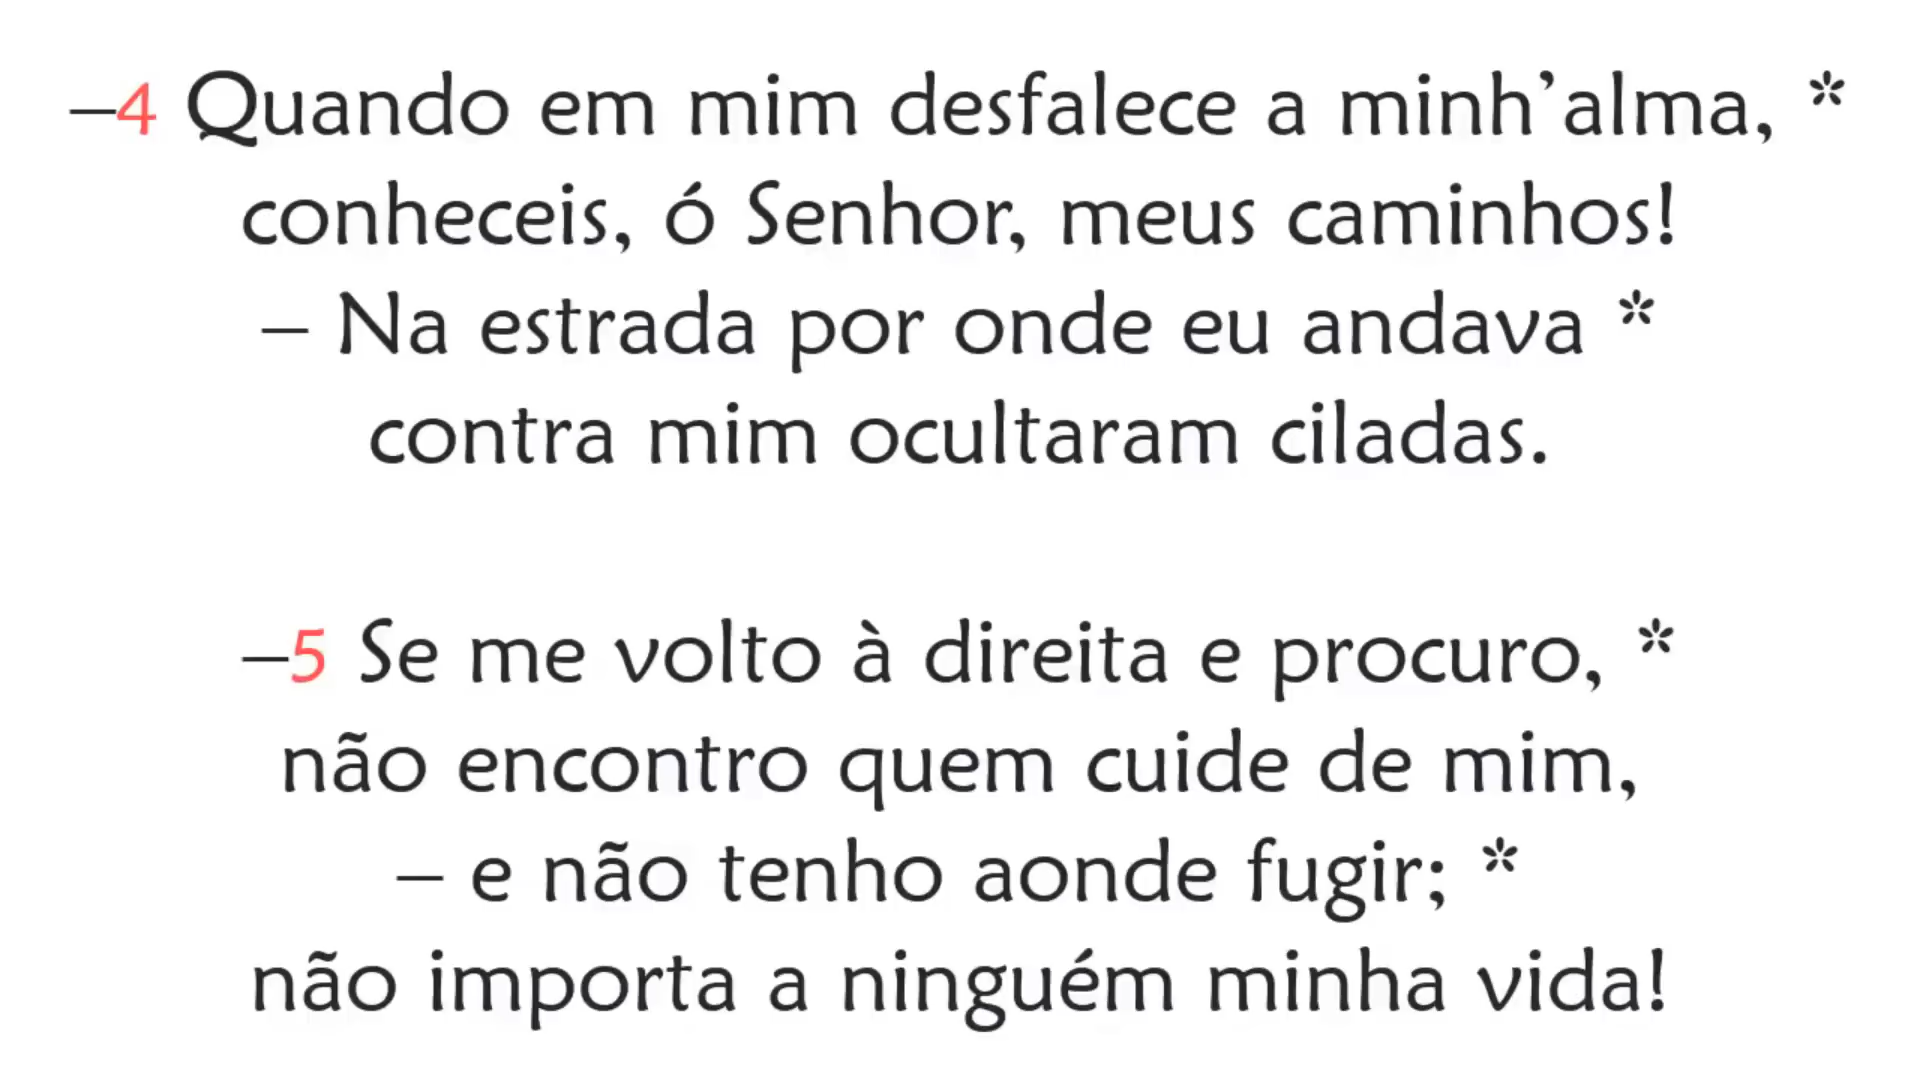 –4 Quando em mim desfalece a minh’alma, *
conheceis, ó Senhor, meus caminhos!
– Na estrada por onde eu andava *
contra mim ocultaram ciladas.
–5 Se me volto à direita e procuro, *
não encontro quem cuide de mim,
– e não tenho aonde fugir; *
não importa a ninguém minha vida!